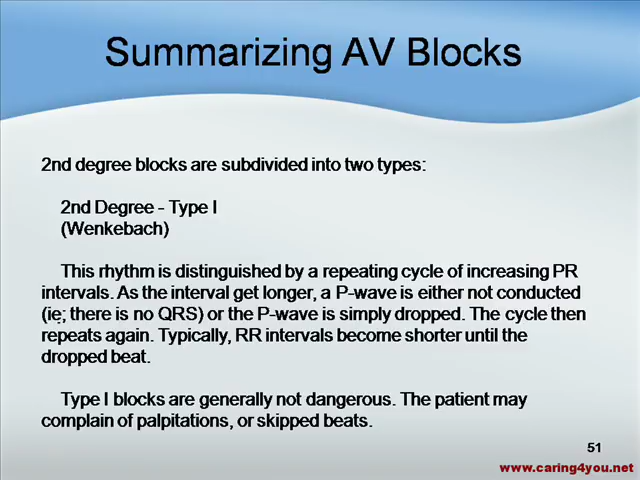 Summarizing AV Blocks
2nd degree blocks are subdivided into two types:
2nd Degree - Type I
(Wenkebach)
This rhythm is distinguished by a repeating cycle of increasing PR
intervals. As the interval get longer, a P-wave is either not conducted
(ie; there is no QRS) or the P-wave is simply dropped. The cycle then
repeats again. Typically, RR intervals become shorter until the
dropped beat.
Type I blocks are generally not dangerous. The patient may
complain of palpitations, or skipped beats.
51
www.caring4you.net